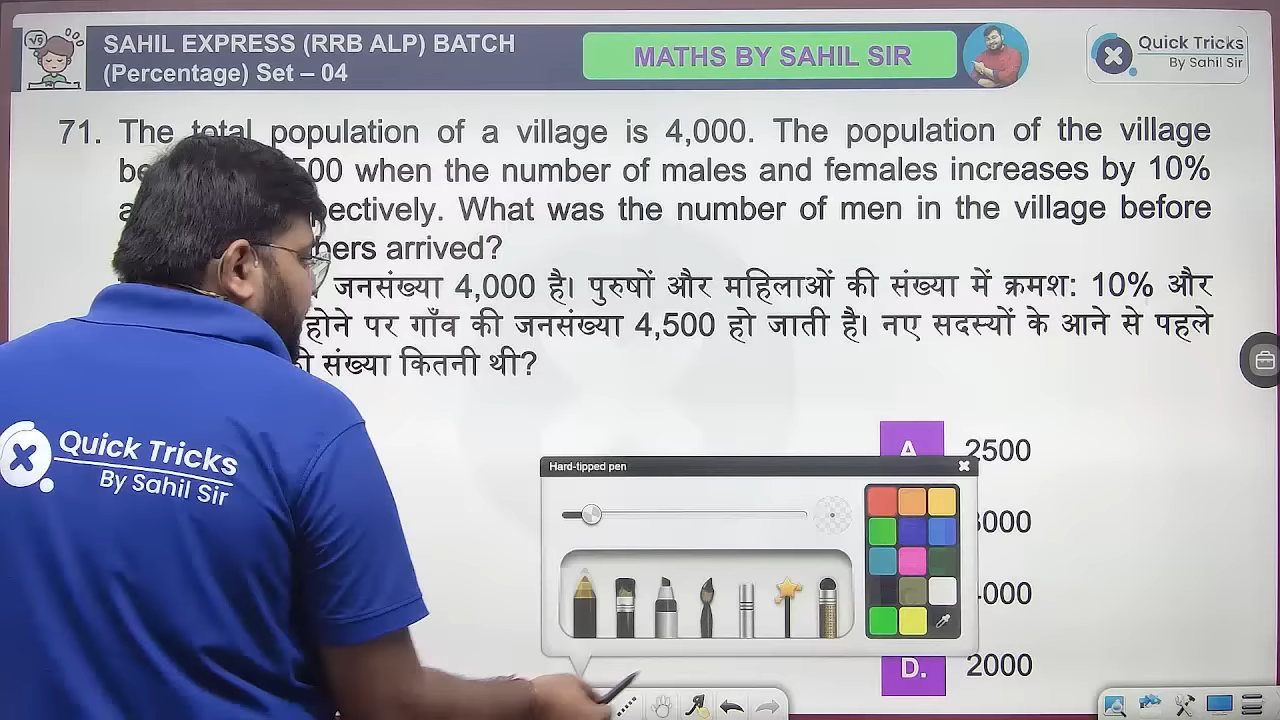 SAHIL EXPRESS (RRB ALP) BATCH
(Percentage) Set – 04
MATHS BY SAHIL SIR
Quick Tricks
By Sahil Sir
71. The total population of a village is 4,000. The population of the village
500 when the number of males and females increases by 10%
What was the number of men in the village before
arrived?
जनसंख्या 4,000 है। पुरुषों और महिलाओं की संख्या में क्रमश: 10% और
होने पर गाँव की जनसंख्या 4,500 हो जाती है। नए सदस्यों के आने से पहले
संख्या कितनी थी?
Quick Tricks
By Sahil Sir
A. 2500
Hard-tipped pen
000
000
D. 2000